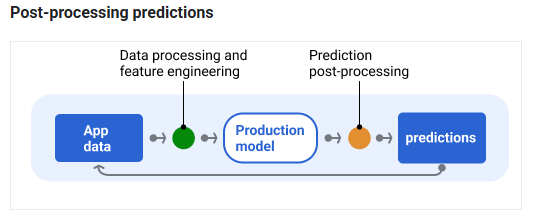 Post-processing predictions
Data processing and
feature engineering
Prediction
post-processing
App
data
Production
model
predictions